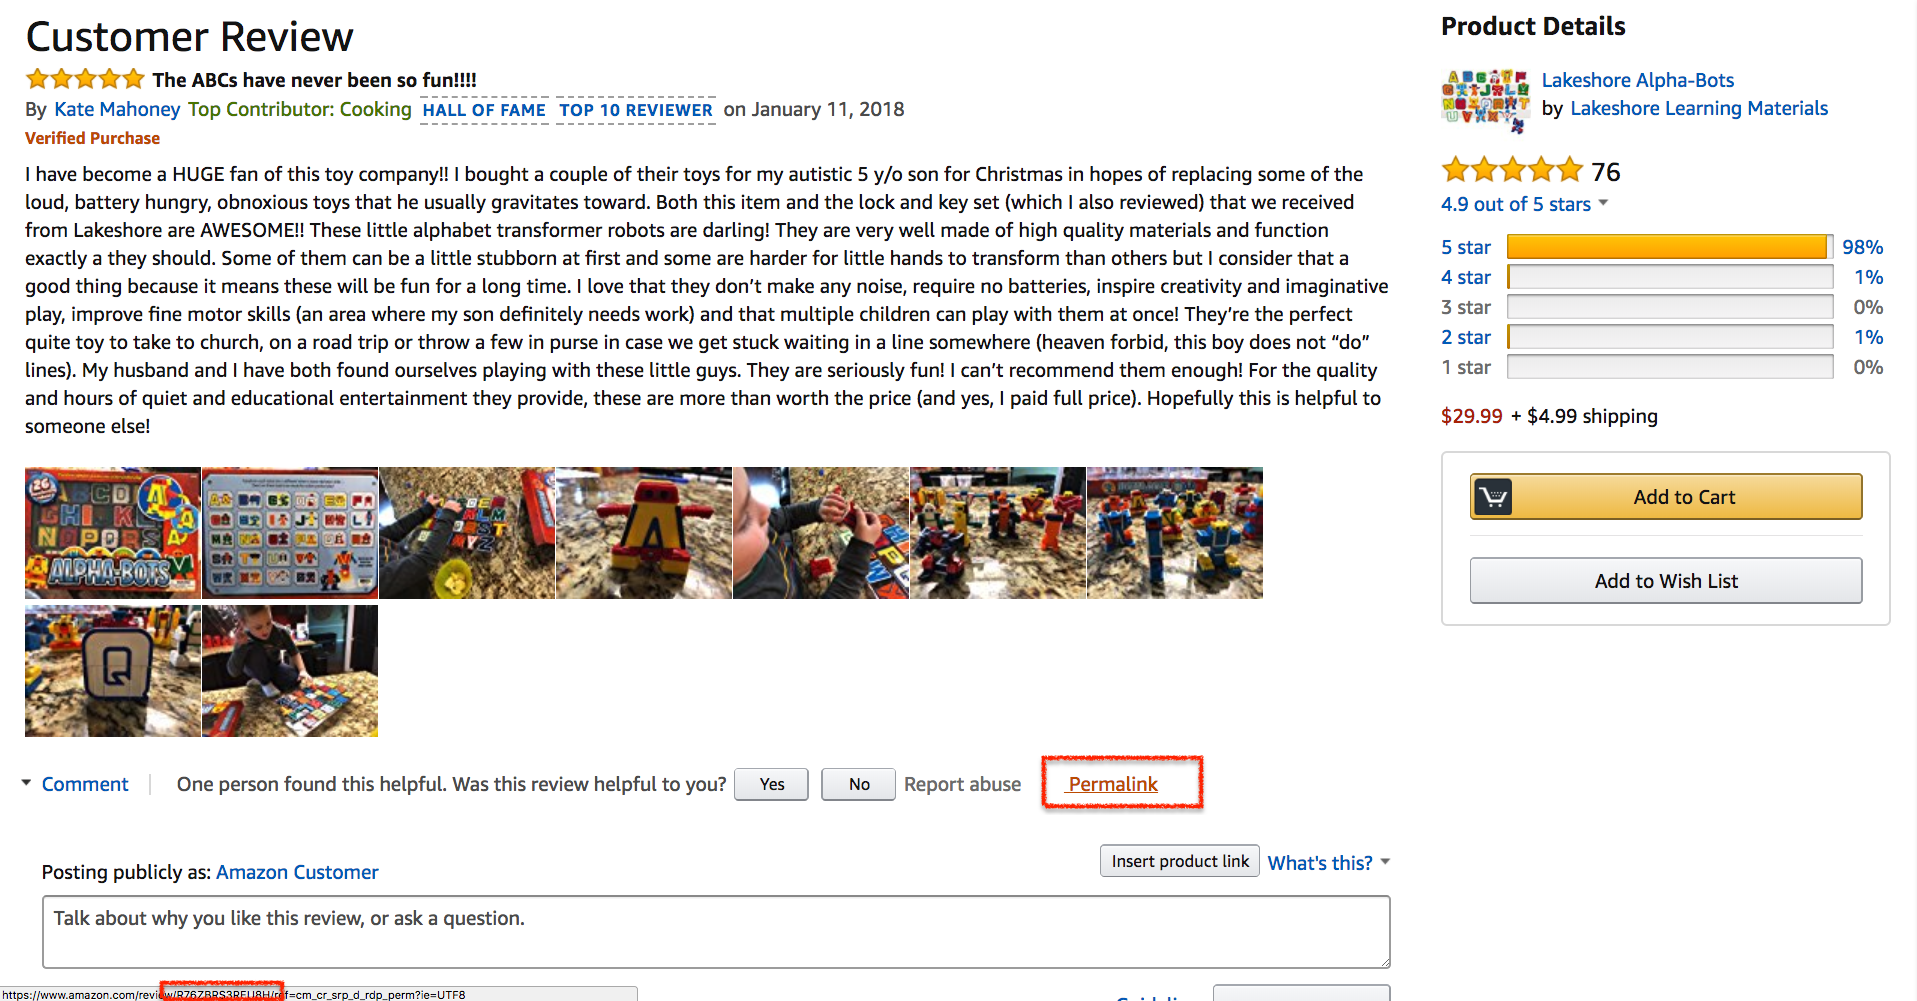 Customer Review
The ABCs have never been so fun!!!!
By Kate Mahoney Top Contributor: Cooking HALL OF FAME TOP 10 REVIEWER on January 11, 2018
Verified Purchase
I have become a HUGE fan of this toy company!! I bought a couple of their toys for my autistic 5 y/o son for Christmas in hopes of replacing some of the
loud, battery hungry, obnoxious toys that he usually gravitates toward. Both this item and the lock and key set (which I also reviewed) that we received
from Lakeshore are AWESOME!! These little alphabet transformer robots are darling! They are very well made of high quality materials and function
exactly a they should. Some of them can be a little stubborn at first and some are harder for little hands to transform than others but I consider that a
good thing because it means these will be fun for a long time. I love that they don’t make any noise, require no batteries, inspire creativity and imaginative
play, improve fine motor skills (an area where my son definitely needs work) and that multiple children can play with them at once! They’re the perfect
quite toy to take to church, on a road trip or throw a few in purse in case we get stuck waiting in a line somewhere (heaven forbid, this boy does not “do”
lines). My husband and I have both found ourselves playing with these little guys. They are seriously fun! I can’t recommend them enough! For the quality
and hours of quiet and educational entertainment they provide, these are more than worth the price (and yes, I paid full price). Hopefully this is helpful to
someone else!
ALPHA-BOTS
Q
Comment One person found this helpful. Was this review helpful to you? Yes No Report abuse Permalink
Insert product link What's this?
Posting publicly as: Amazon Customer
Talk about why you like this review, or ask a question.
https://www.amazon.com/review/R76ZBRS3REU8H/ref=cm_cr_srp_d_rdp_perm?ie=UTF8
Product Details
Lakeshore Alpha-Bots
by Lakeshore Learning Materials
76
4.9 out of 5 stars
5 star 98%
4 star 1%
3 star 0%
2 star 1%
1 star 0%
$29.99 + $4.99 shipping
Add to Cart
Add to Wish List